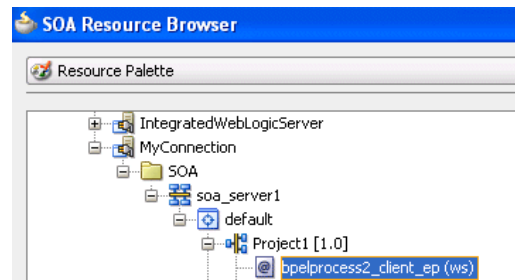 SOA Resource Browser
Resource Palette
IntegratedWebLogicServer
MyConnection
SOA
soa_server1
default
Project1 [1.0]
bpelprocess2_client_ep (ws)